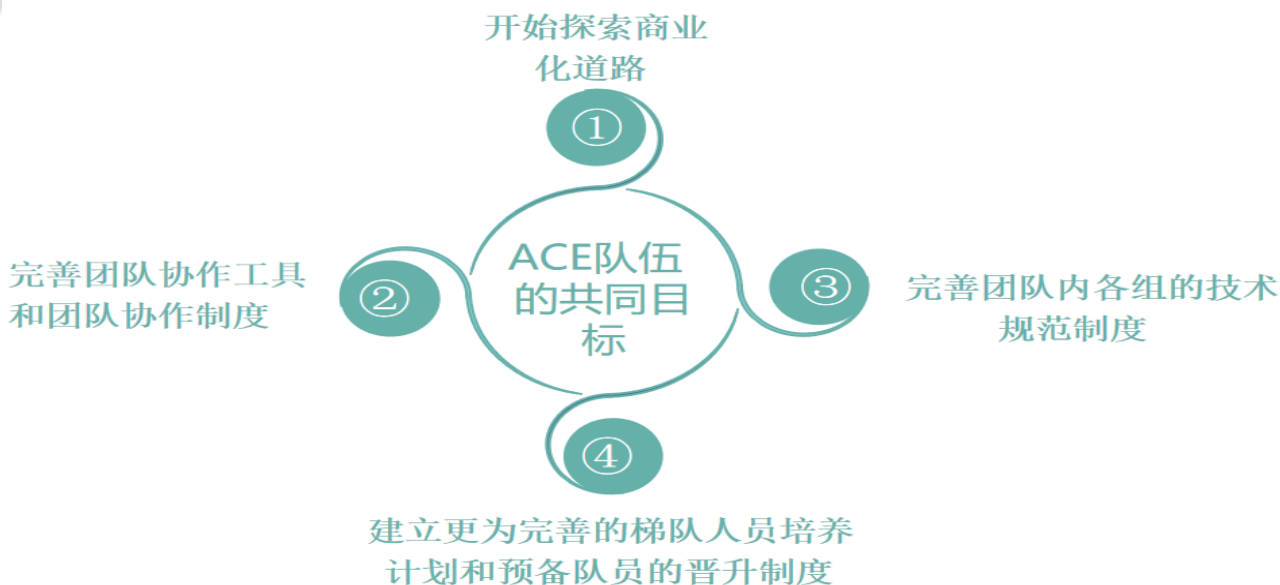 开始探索商业
化道路
①
ACE队伍
的共同目
标
完善团队协作工具
和团队协作制度
②
③
完善团队内各组的技术
规范制度
④
建立更为完善的梯队人员培养
计划和预备队员的晋升制度